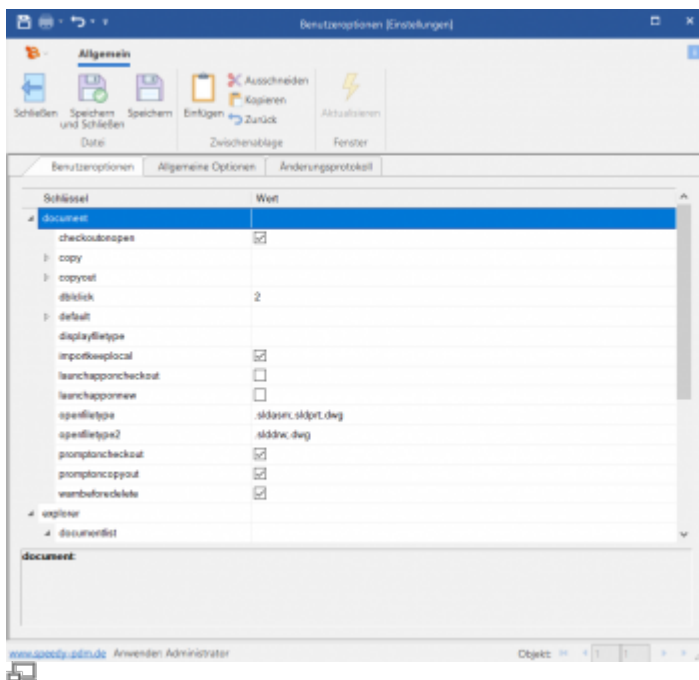 Benutzeroptionen [Einstellungen]
Allgemein
Schließen
Speichern und Schließen
Speichern
Einfügen
Ausschneiden
Kopieren
Zurück
Aktualisieren
Datei
Zwischenablage
Fenster
Benutzeroptionen
Allgemeine Optionen
Änderungsprotokoll
Schlüssel Wert
document
checkoutonopen
copy
copyout
dblclick 2
default
displayfiletype
importkeeplocal
launchapponcheckout
launchapponnew
openfiletype .sldasm;.sldprt;.dwg
openfiletype2 .slddrw;.dwg
promptoncheckout
promptoncopyout
warnbeforedelete
explorer
documentlist
document:
www.speedy-pdm.de Anwender: Administrator
Objekt: 1